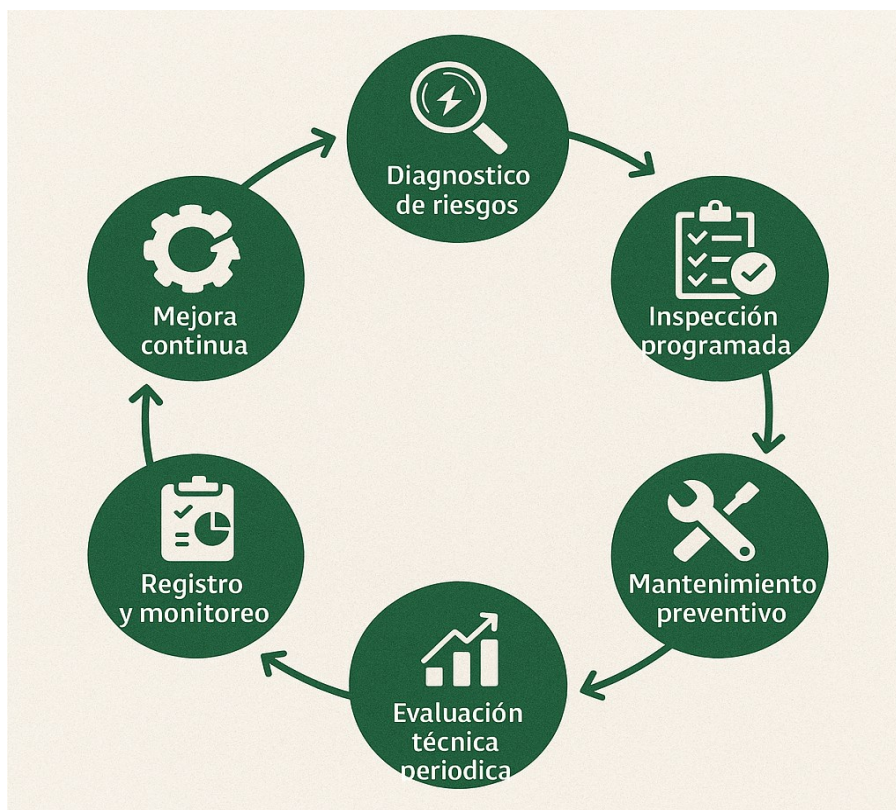 Diagnostico
de riesgos
Inspección
programada
Mantenimiento
preventivo
Evaluación
técnica
periodica
Registro
y monitoreo
Mejora
continua